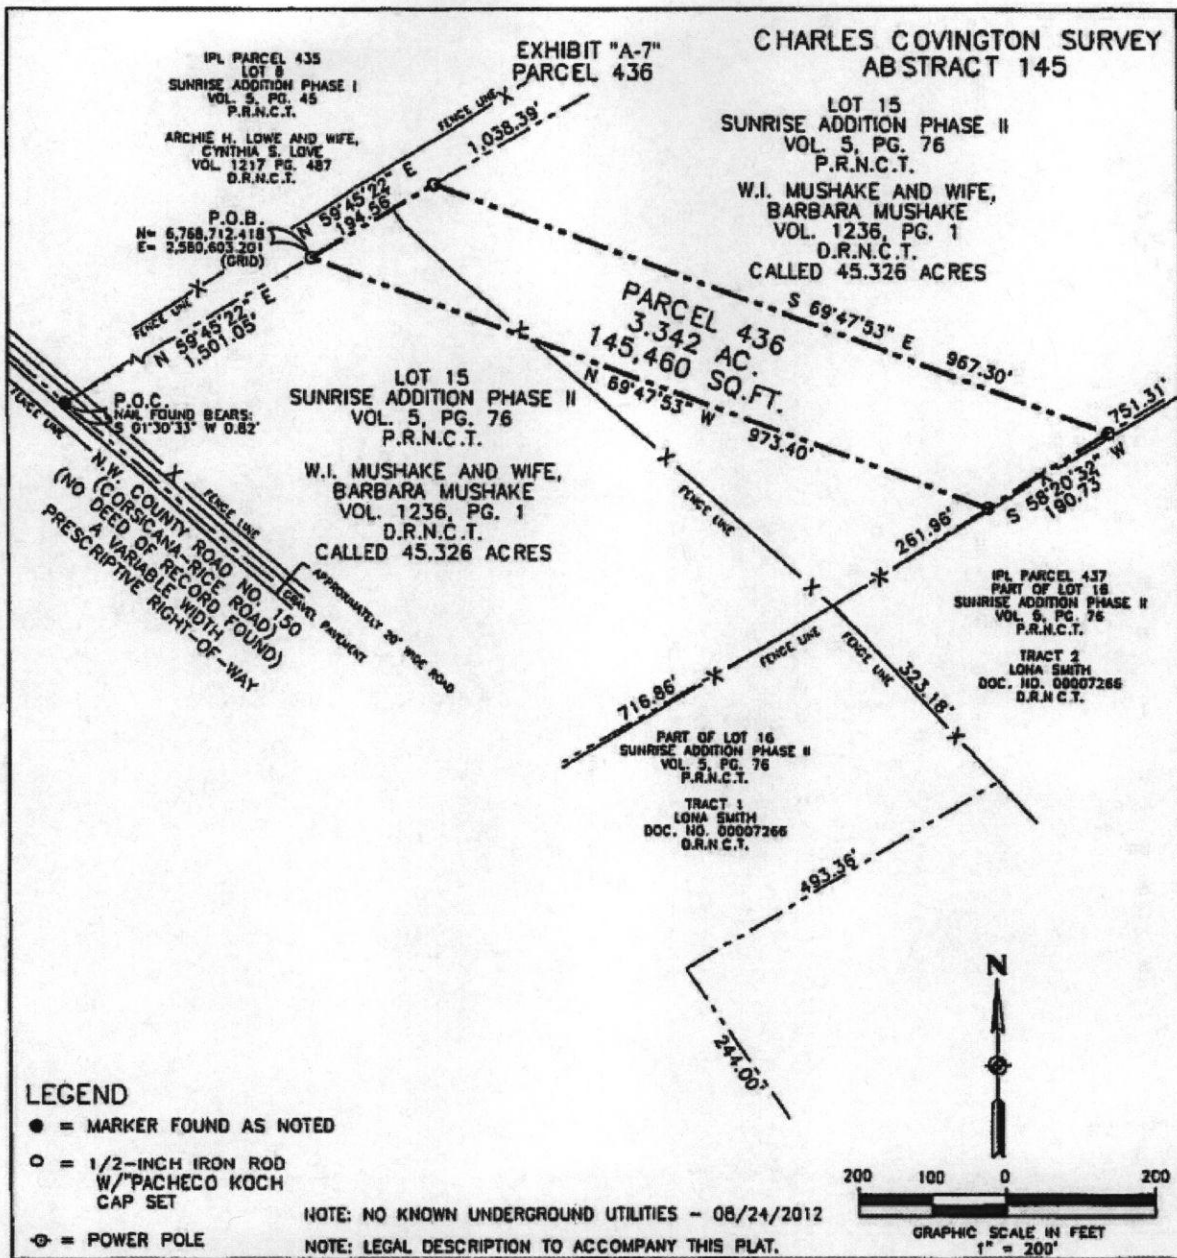 EXHIBIT "A-7"
PARCEL 436
CHARLES COVINGTON SURVEY
ABSTRACT 145
IPL PARCEL 435
LOT 8
SUNRISE ADDITION PHASE I
VOL. 5, PG. 45
P.R.N.C.T.
ARCHIE H. LOWE AND WIFE,
CYNTHIA S. LOVE
VOL. 1217 PG. 487
D.R.N.C.T.
LOT 15
SUNRISE ADDITION PHASE II
VOL. 5, PG. 76
P.R.N.C.T.
W.I. MUSHAKE AND WIFE,
BARBARA MUSHAKE
VOL. 1236, PG. 1
D.R.N.C.T.
CALLED 45.326 ACRES
FENCE LINE
1,038.39'
N 59°45'22" E
194.56'
P.O.B.
N= 6,768,712.418
E= 2,580,603.201
(GRID)
FENCE LINE
N 59°45'22" E
1,501.05'
P.O.C.
NAIL FOUND BEARS:
S 01°30'33" W 0.82'
PARCEL 436
3.342 AC.
145,460 SQ.FT.
S 69°47'53" E 967.30'
N 69°47'53" W 973.40'
751.31'
S 58°20'32" W
190.73'
261.96'
LOT 15
SUNRISE ADDITION PHASE II
VOL. 5, PG. 76
P.R.N.C.T.
W.I. MUSHAKE AND WIFE,
BARBARA MUSHAKE
VOL. 1236, PG. 1
D.R.N.C.T.
CALLED 45.326 ACRES
FENCE LINE
FENCE LINE
N.W. COUNTY ROAD NO. 150
(CORSICANA-RICE ROAD)
(NO DEED OF RECORD FOUND)
A VARIABLE WIDTH
PRESCRIPTIVE RIGHT-OF-WAY
APPROXIMATELY 20' WIDE ROAD
GRAVEL PAVEMENT
FENCE LINE
FENCE LINE
FENCE LINE
IPL PARCEL 437
PART OF LOT 16
SUNRISE ADDITION PHASE II
VOL. 5, PG. 76
P.R.N.C.T.
TRACT 2
LONA SMITH
DOC. NO. 00007266
D.R.N C.T.
323.18'
716.86'
PART OF LOT 16
SUNRISE ADDITION PHASE II
VOL. 5, PG. 76
P.R.N.C.T.
TRACT 1
LONA SMITH
DOC. NO. 00007266
D.R.N C.T.
493.36'
244.00'
N
LEGEND
● = MARKER FOUND AS NOTED
○ = 1/2-INCH IRON ROD
W/"PACHECO KOCH
CAP SET
= POWER POLE
NOTE: NO KNOWN UNDERGROUND UTILITIES - 08/24/2012
NOTE: LEGAL DESCRIPTION TO ACCOMPANY THIS PLAT.
200 100 0 200
GRAPHIC SCALE IN FEET
1" = 200'